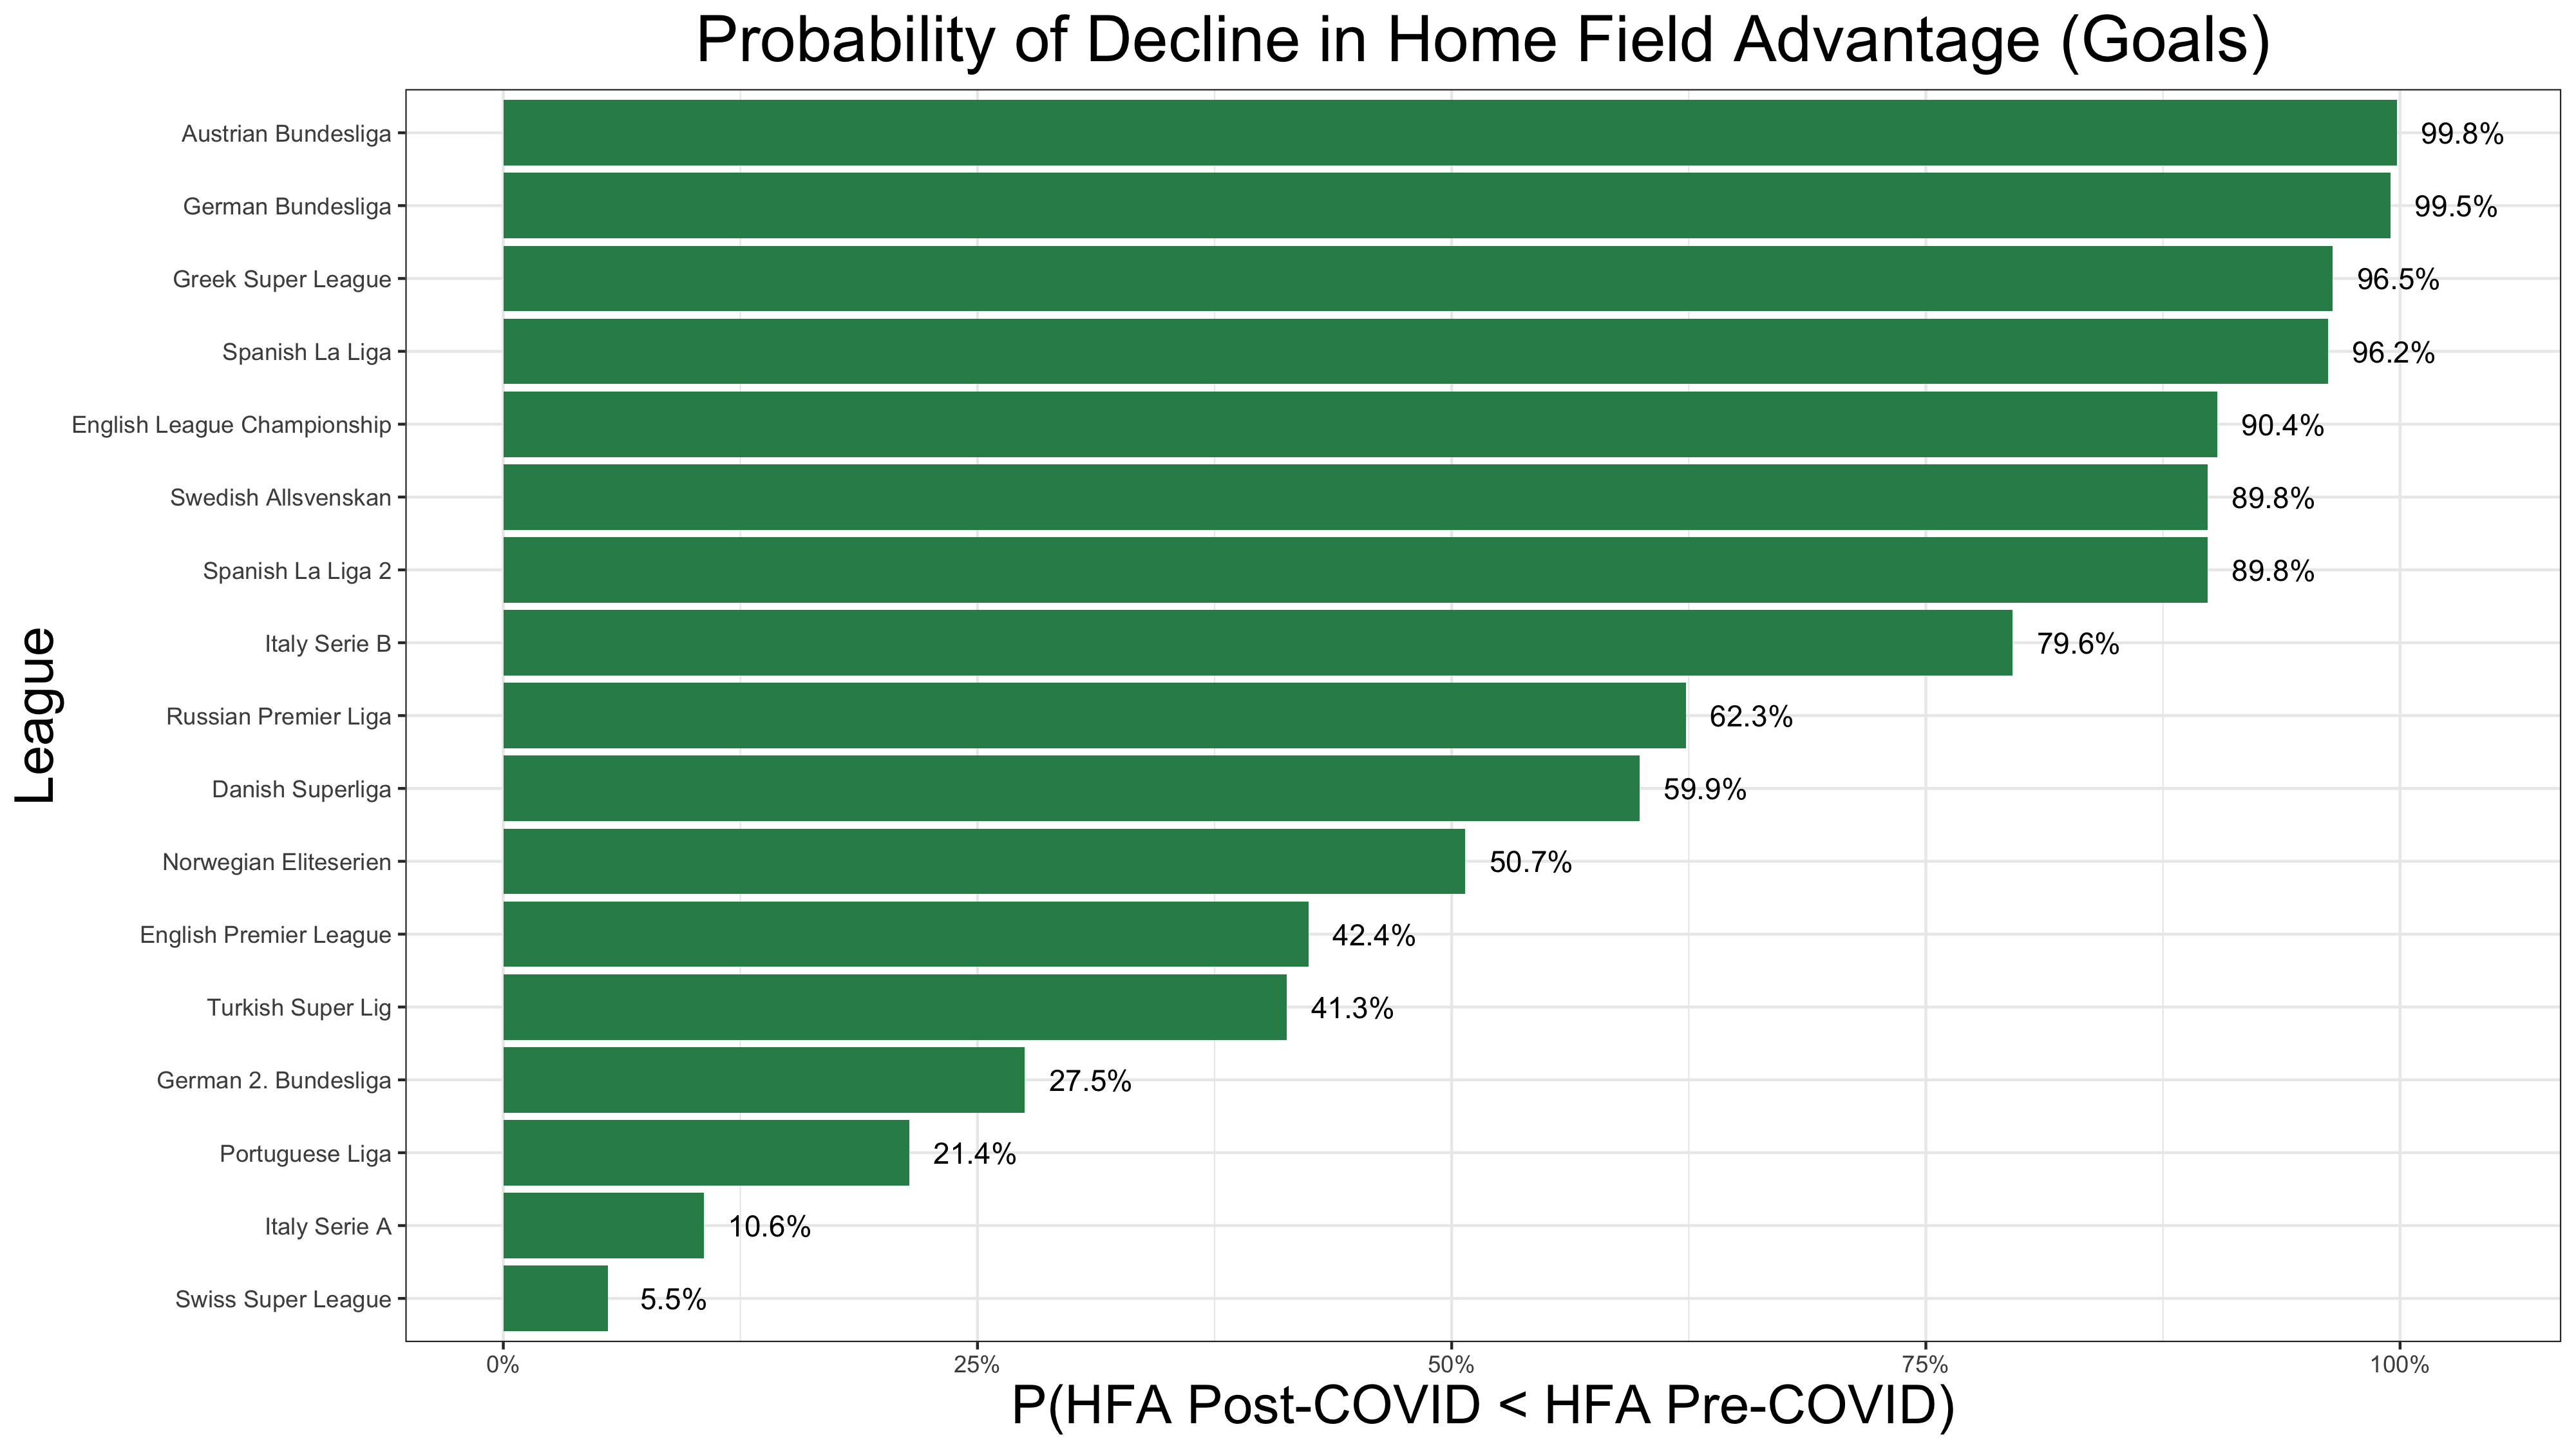 Probability of Decline in Home Field Advantage (Goals)
League
Austrian Bundesliga 99.8%
German Bundesliga 99.5%
Greek Super League 96.5%
Spanish La Liga 96.2%
English League Championship 90.4%
Swedish Allsvenskan 89.8%
Spanish La Liga 2 89.8%
Italy Serie B 79.6%
Russian Premier Liga 62.3%
Danish Superliga 59.9%
Norwegian Eliteserien 50.7%
English Premier League 42.4%
Turkish Super Lig 41.3%
German 2. Bundesliga 27.5%
Portuguese Liga 21.4%
Italy Serie A 10.6%
Swiss Super League 5.5%
0% 25% 50% 75% 100%
P(HFA Post-COVID < HFA Pre-COVID)